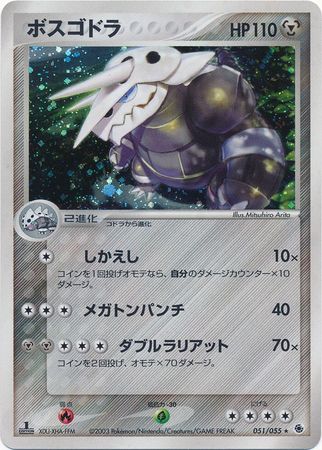 ボスゴドラ HP110
Illus.Mitsuhiro Arita
2進化 コドラから進化
しかえし 10×
コインを1回投げオモテなら、自分のダメージカウンター×10
ダメージ。
メガトンパンチ 40
ダブルラリアット 70×
コインを2回投げ、オモテ×70ダメージ。
弱点 抵抗力 -30 にげる
1 EDITION XDU-XHA-FFM ©2003 Pokémon/Nintendo/Creatures/GAME FREAK 051/055 ★